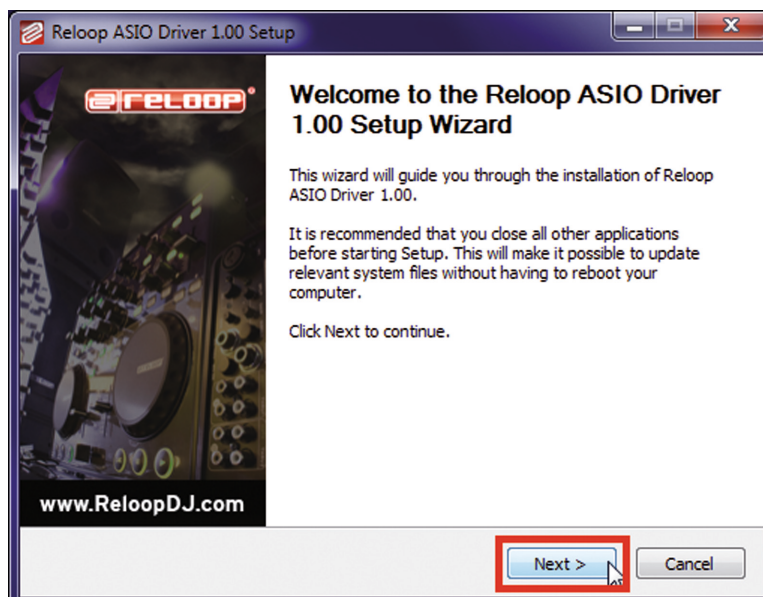 Reloop ASIO Driver 1.00 Setup
reloop
Welcome to the Reloop ASIO Driver
1.00 Setup Wizard
This wizard will guide you through the installation of Reloop
ASIO Driver 1.00.
It is recommended that you close all other applications
before starting Setup. This will make it possible to update
relevant system files without having to reboot your
computer.
Click Next to continue.
www.ReloopDJ.com
Next >
Cancel